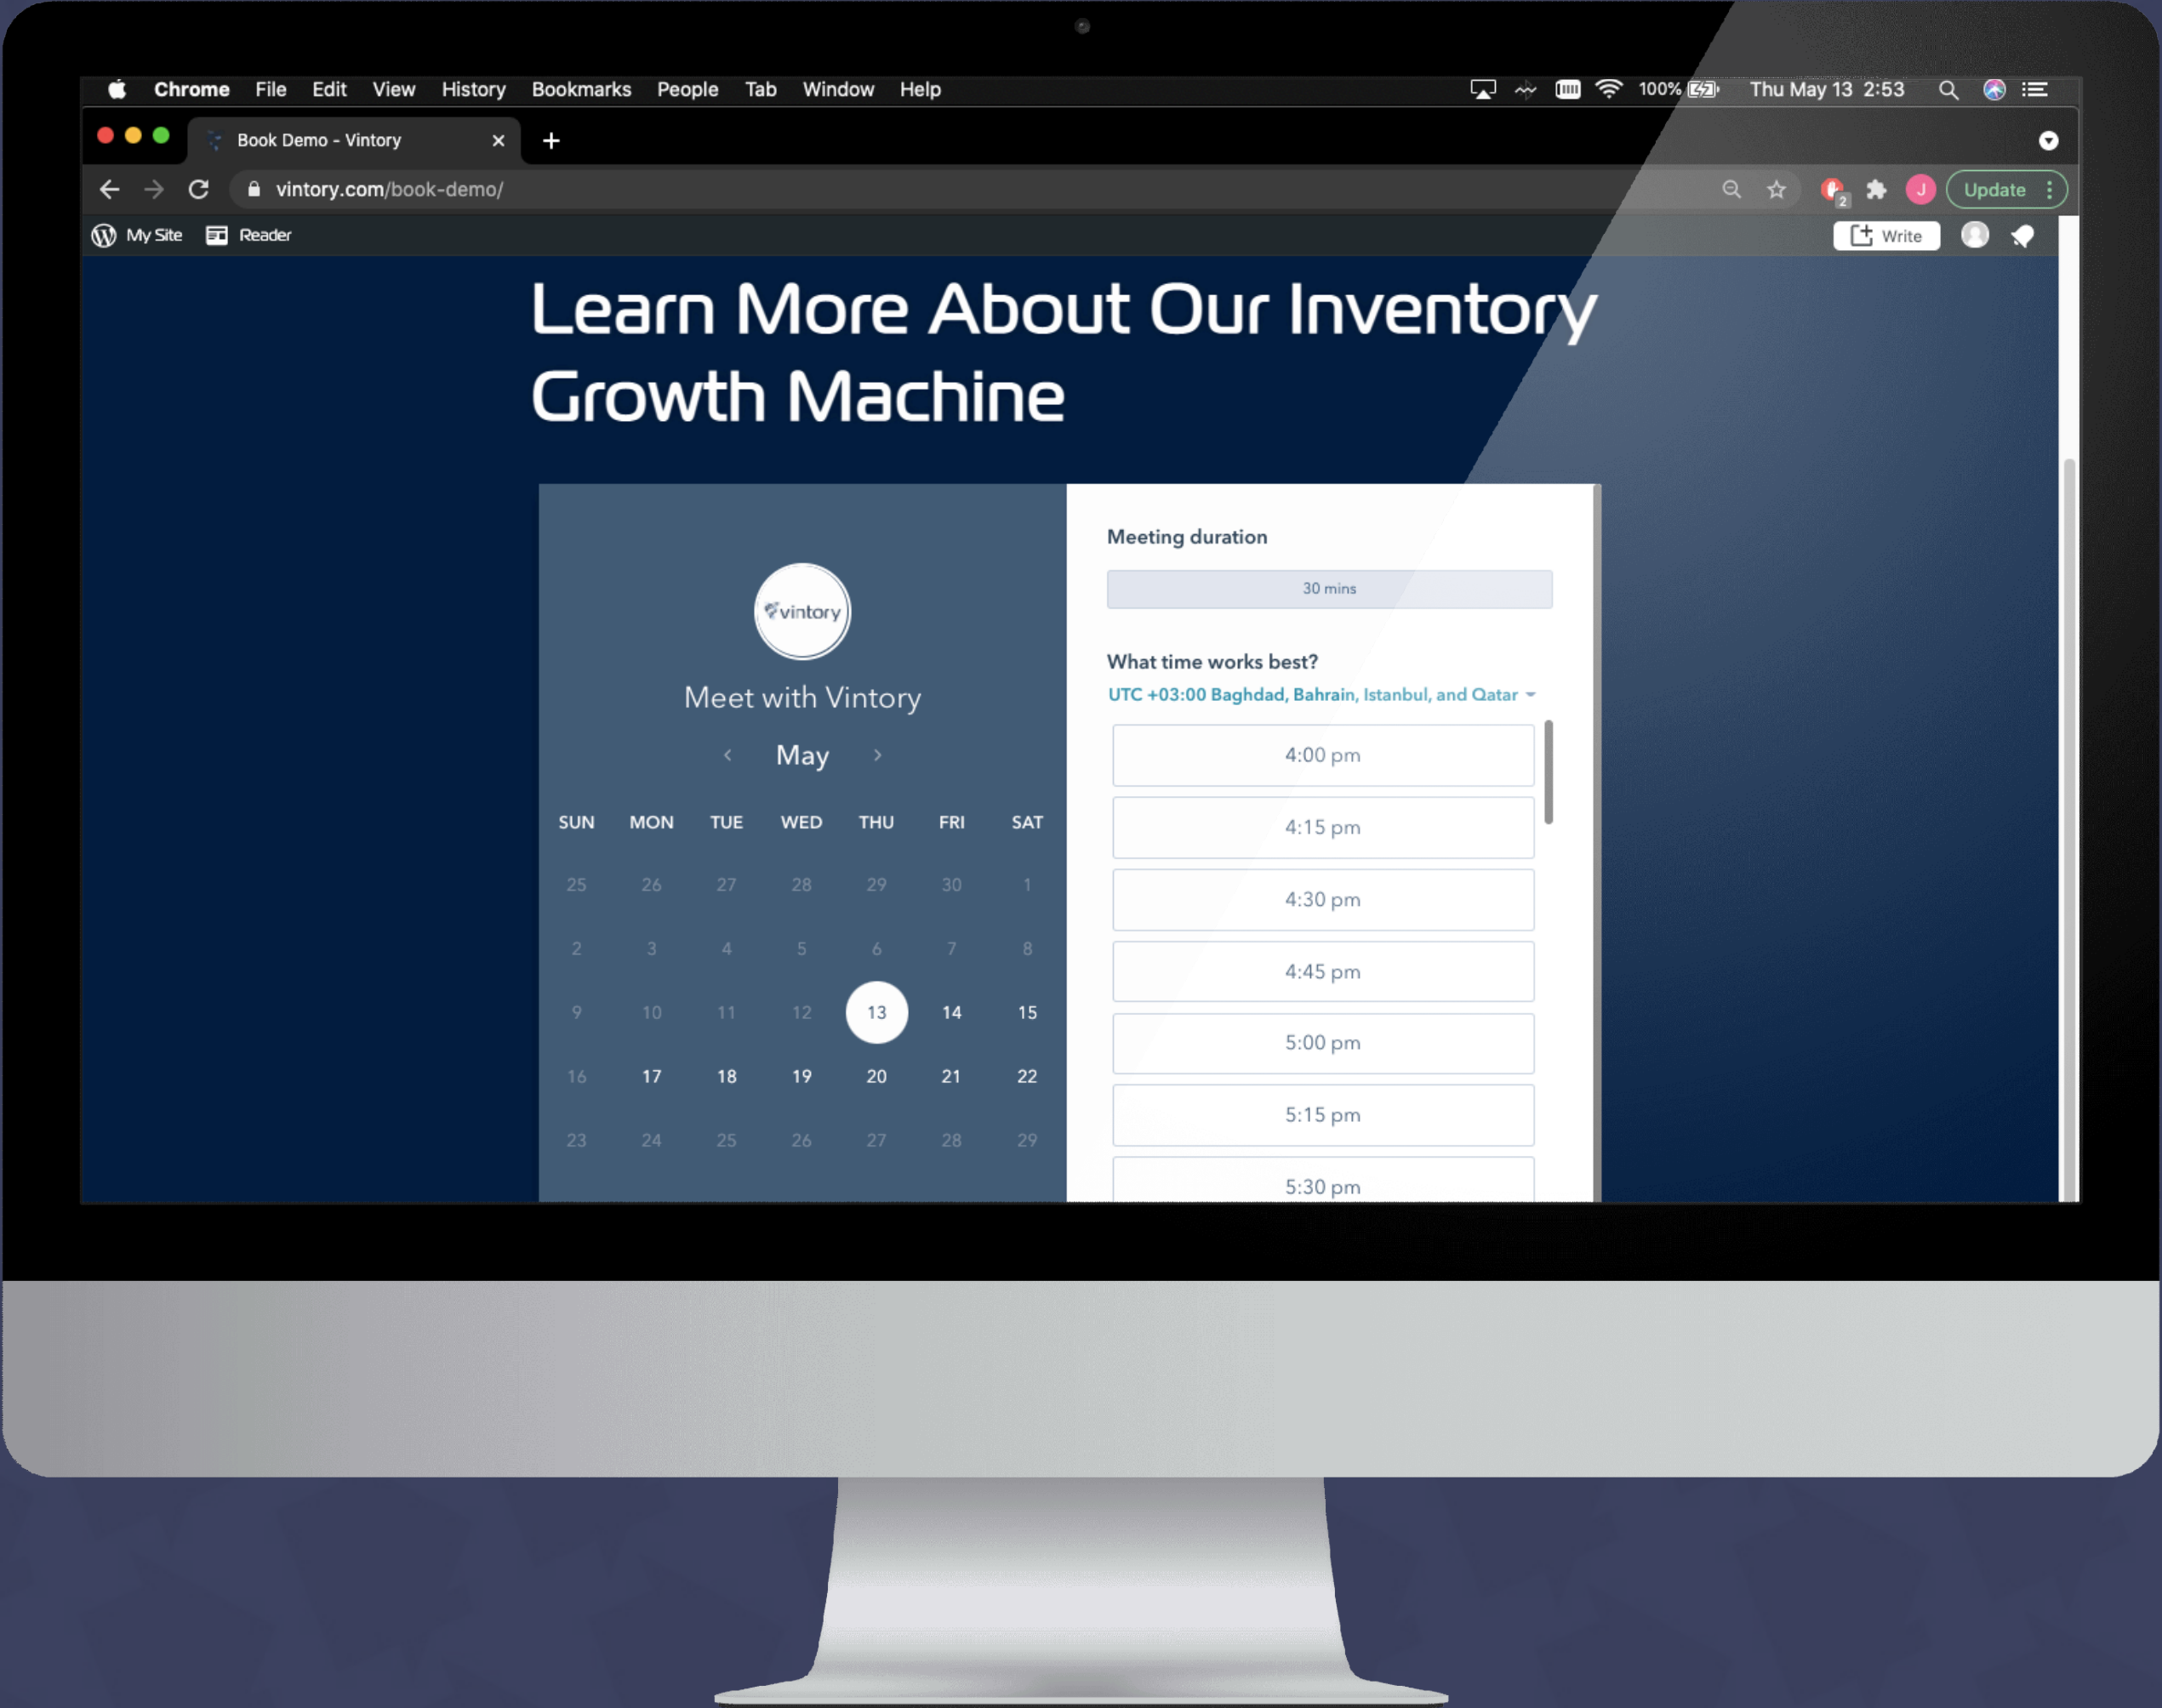 Chrome File Edit View History Bookmarks People Tab Window Help 100% Thu May 13 2:53
Book Demo - Vintory
vintory.com/book-demo/
2
J
Update
My Site Reader
Write
Learn More About Our Inventory
Growth Machine
vintory
Meet with Vintory
May
SUN MON TUE WED THU FRI SAT
25 26 27 28 29 30 1
2 3 4 5 6 7 8
9 10 11 12 13 14 15
16 17 18 19 20 21 22
23 24 25 26 27 28 29
Meeting duration
30 mins
What time works best?
UTC +03:00 Baghdad, Bahrain, Istanbul, and Qatar
4:00 pm
4:15 pm
4:30 pm
4:45 pm
5:00 pm
5:15 pm
5:30 pm